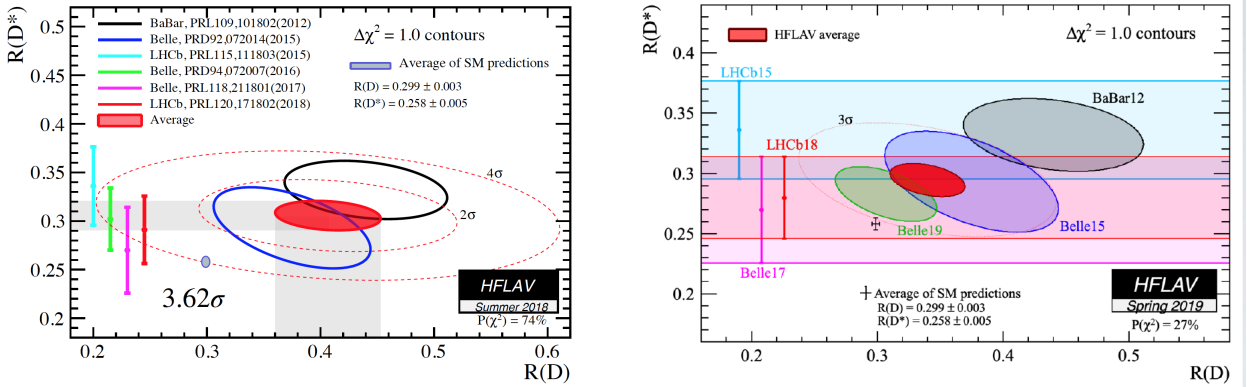 R(D*)
0.5
0.45
0.4
0.35
0.3
0.25
0.2
BaBar, PRL109,101802(2012)
Belle, PRD92,072014(2015)
LHCb, PRL115,111803(2015)
Belle, PRD94,072007(2016)
Belle, PRL118,211801(2017)
LHCb, PRL120,171802(2018)
Average
Δχ² = 1.0 contours
Average of SM predictions
R(D) = 0.299 ± 0.003
R(D*) = 0.258 ± 0.005
4σ
2σ
3.62σ
HFLAV
Summer 2018
P(χ²) = 74%
0.2 0.3 0.4 0.5 0.6
R(D)
R(D*)
0.4
0.35
0.3
0.25
0.2
HFLAV average
Δχ² = 1.0 contours
LHCb15
BaBar12
3σ
LHCb18
Belle19
Belle15
Belle17
Average of SM predictions
R(D) = 0.299 ± 0.003
R(D*) = 0.258 ± 0.005
HFLAV
Spring 2019
P(χ²) = 27%
0.2 0.3 0.4 0.5
R(D)